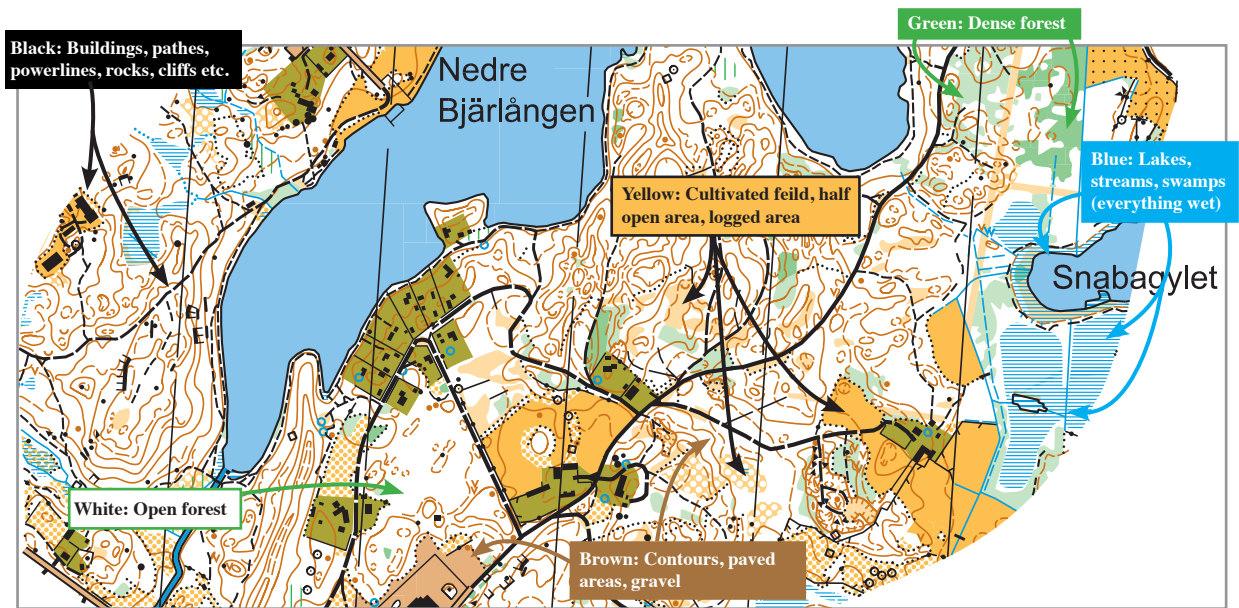 Green: Dense forest
Black: Buildings, pathes,
powerlines, rocks, cliffs etc.
Nedre
Bjärlången
Blue: Lakes,
streams, swamps
(everything wet)
Yellow: Cultivated feild, half
open area, logged area
Snabagylet
White: Open forest
Brown: Contours, paved
areas, gravel